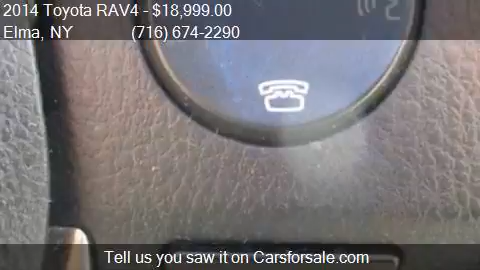 2014 Toyota RAV4 - $18,999.00
Elma, NY (716) 674-2290
Tell us you saw it on Carsforsale.com